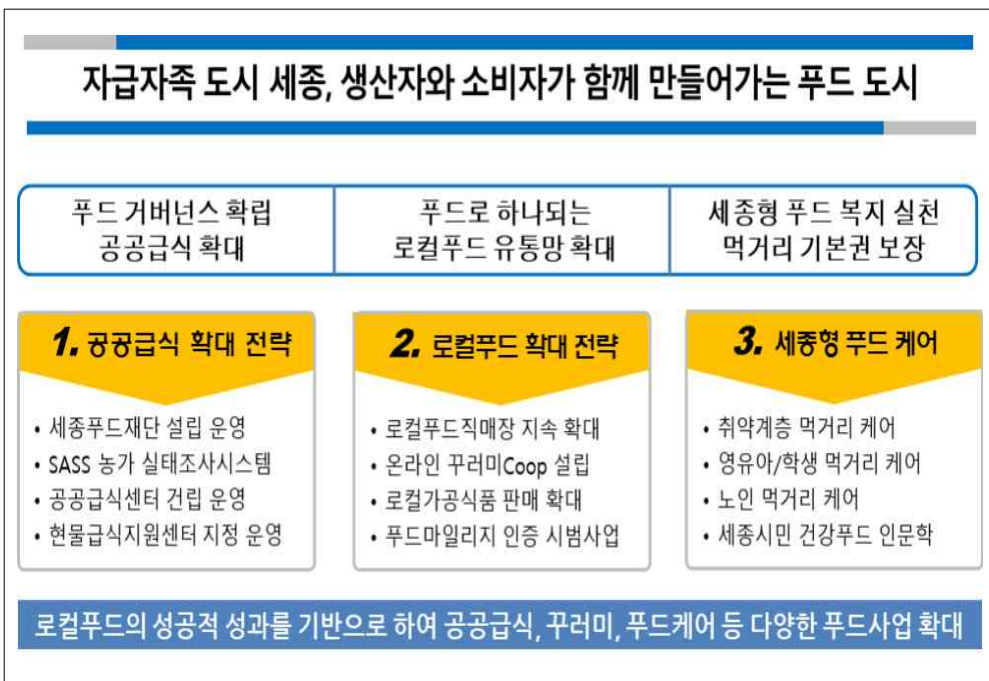 자급자족 도시 세종, 생산자와 소비자가 함께 만들어가는 푸드 도시
푸드 거버넌스 확립
공공급식 확대
푸드로 하나되는
로컬푸드 유통망 확대
세종형 푸드 복지 실천
먹거리 기본권 보장
1. 공공급식 확대 전략
• 세종푸드재단 설립 운영
• SASS 농가 실태조사시스템
• 공공급식센터 건립 운영
• 현물급식지원센터 지정 운영
2. 로컬푸드 확대 전략
• 로컬푸드직매장 지속 확대
• 온라인 꾸러미Coop 설립
• 로컬가공식품 판매 확대
• 푸드마일리지 인증 시범사업
3. 세종형 푸드 케어
• 취약계층 먹거리 케어
• 영유아/학생 먹거리 케어
• 노인 먹거리 케어
• 세종시민 건강푸드 인문학
로컬푸드의 성공적 성과를 기반으로 하여 공공급식, 꾸러미, 푸드케어 등 다양한 푸드사업 확대